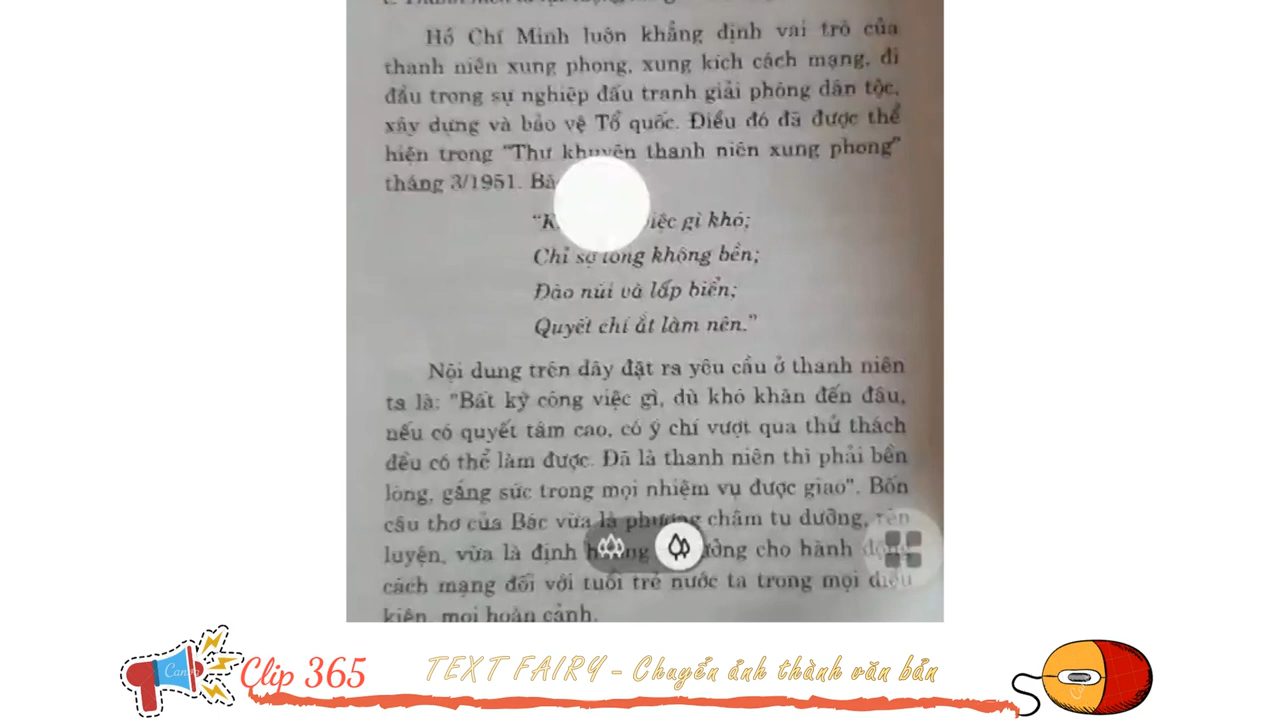 Hồ Chí Minh luôn khẳng định vai trò của
thanh niên xung phong, xung kích cách mạng, đi
đầu trong sự nghiệp đấu tranh giải phóng dân tộc,
xây dựng và bảo vệ Tổ quốc. Điều đó đã được thể
hiện trong "Thư khuyên thanh niên xung phong"
tháng 3/1951.
gì khó;
Chỉ sợ lòng không bền;
Đào núi và lấp biển;
Quyết chí ắt làm nên."
Nội dung trên đây đặt ra yêu cầu ở thanh niên
ta là: "Bất kỳ công việc gì, dù khó khăn đến đâu,
nếu có quyết tâm cao, có ý chí vượt qua thử thách
đều có thể làm được. Đã là thanh niên thì phải bền
lòng, gắng sức trong mọi nhiệm vụ được giao". Bốn
câu thơ của Bác vừa là phương châm tu dưỡng, rèn
luyện, vừa là định cho hành động
cách mạng đối với tuổi trẻ nước ta trong mọi điều
kiện, mọi hoàn cảnh.
Canva
Clip 365
TEXT FAIRY - Chuyển ảnh thành văn bản